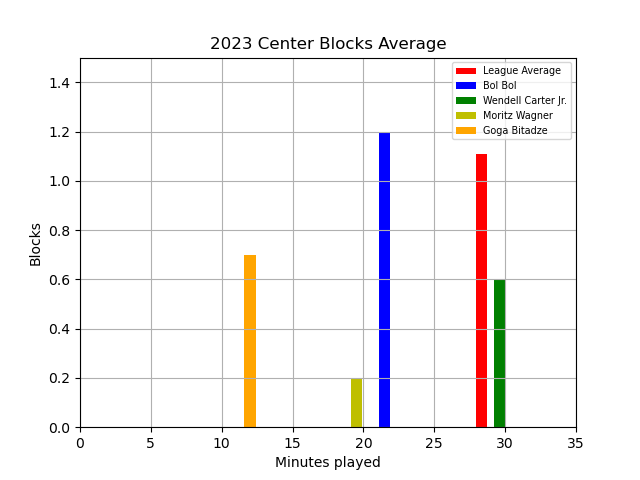 2023 Center Blocks Average
League Average
Bol Bol
Wendell Carter Jr.
Moritz Wagner
Goga Bitadze
1.4
1.2
1.0
0.8
0.6
0.4
0.2
0.0
Blocks
0 5 10 15 20 25 30 35
Minutes played